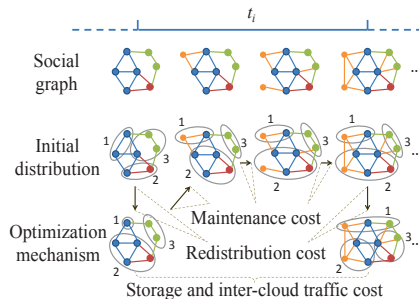 t_i
Social
graph
...
Initial
distribution
1
2
3
1
2
3
1
2
3
1
2
3
...
Maintenance cost
Optimization
mechanism
Redistribution cost
1
2
3
1
2
3
...
Storage and inter-cloud traffic cost